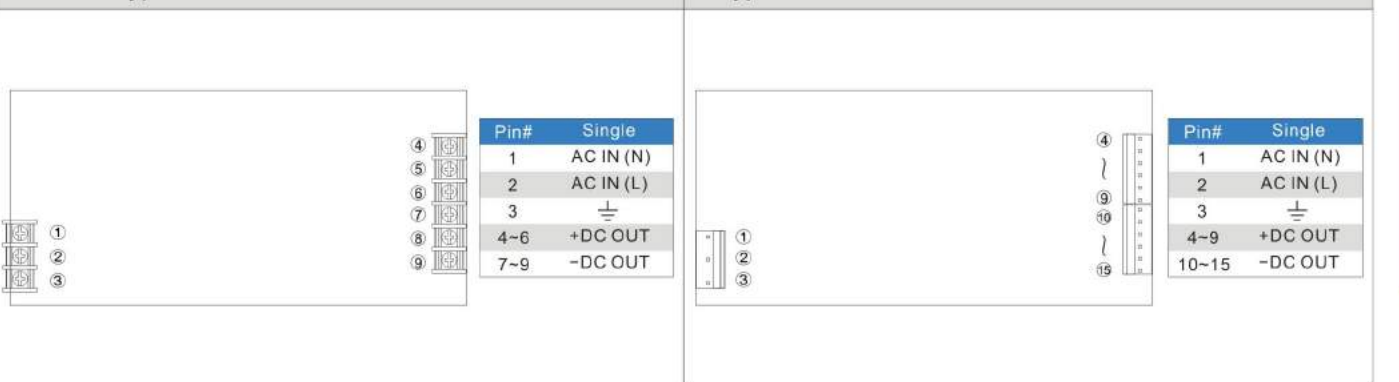 ④
⑤
⑥
⑦
⑧
⑨
①
②
③
Pin# Single
1 AC IN (N)
2 AC IN (L)
3 ⏚
4~6 +DC OUT
7~9 −DC OUT
④
~
⑨
⑩
~
⑮
①
②
③
Pin# Single
1 AC IN (N)
2 AC IN (L)
3 ⏚
4~9 +DC OUT
10~15 −DC OUT